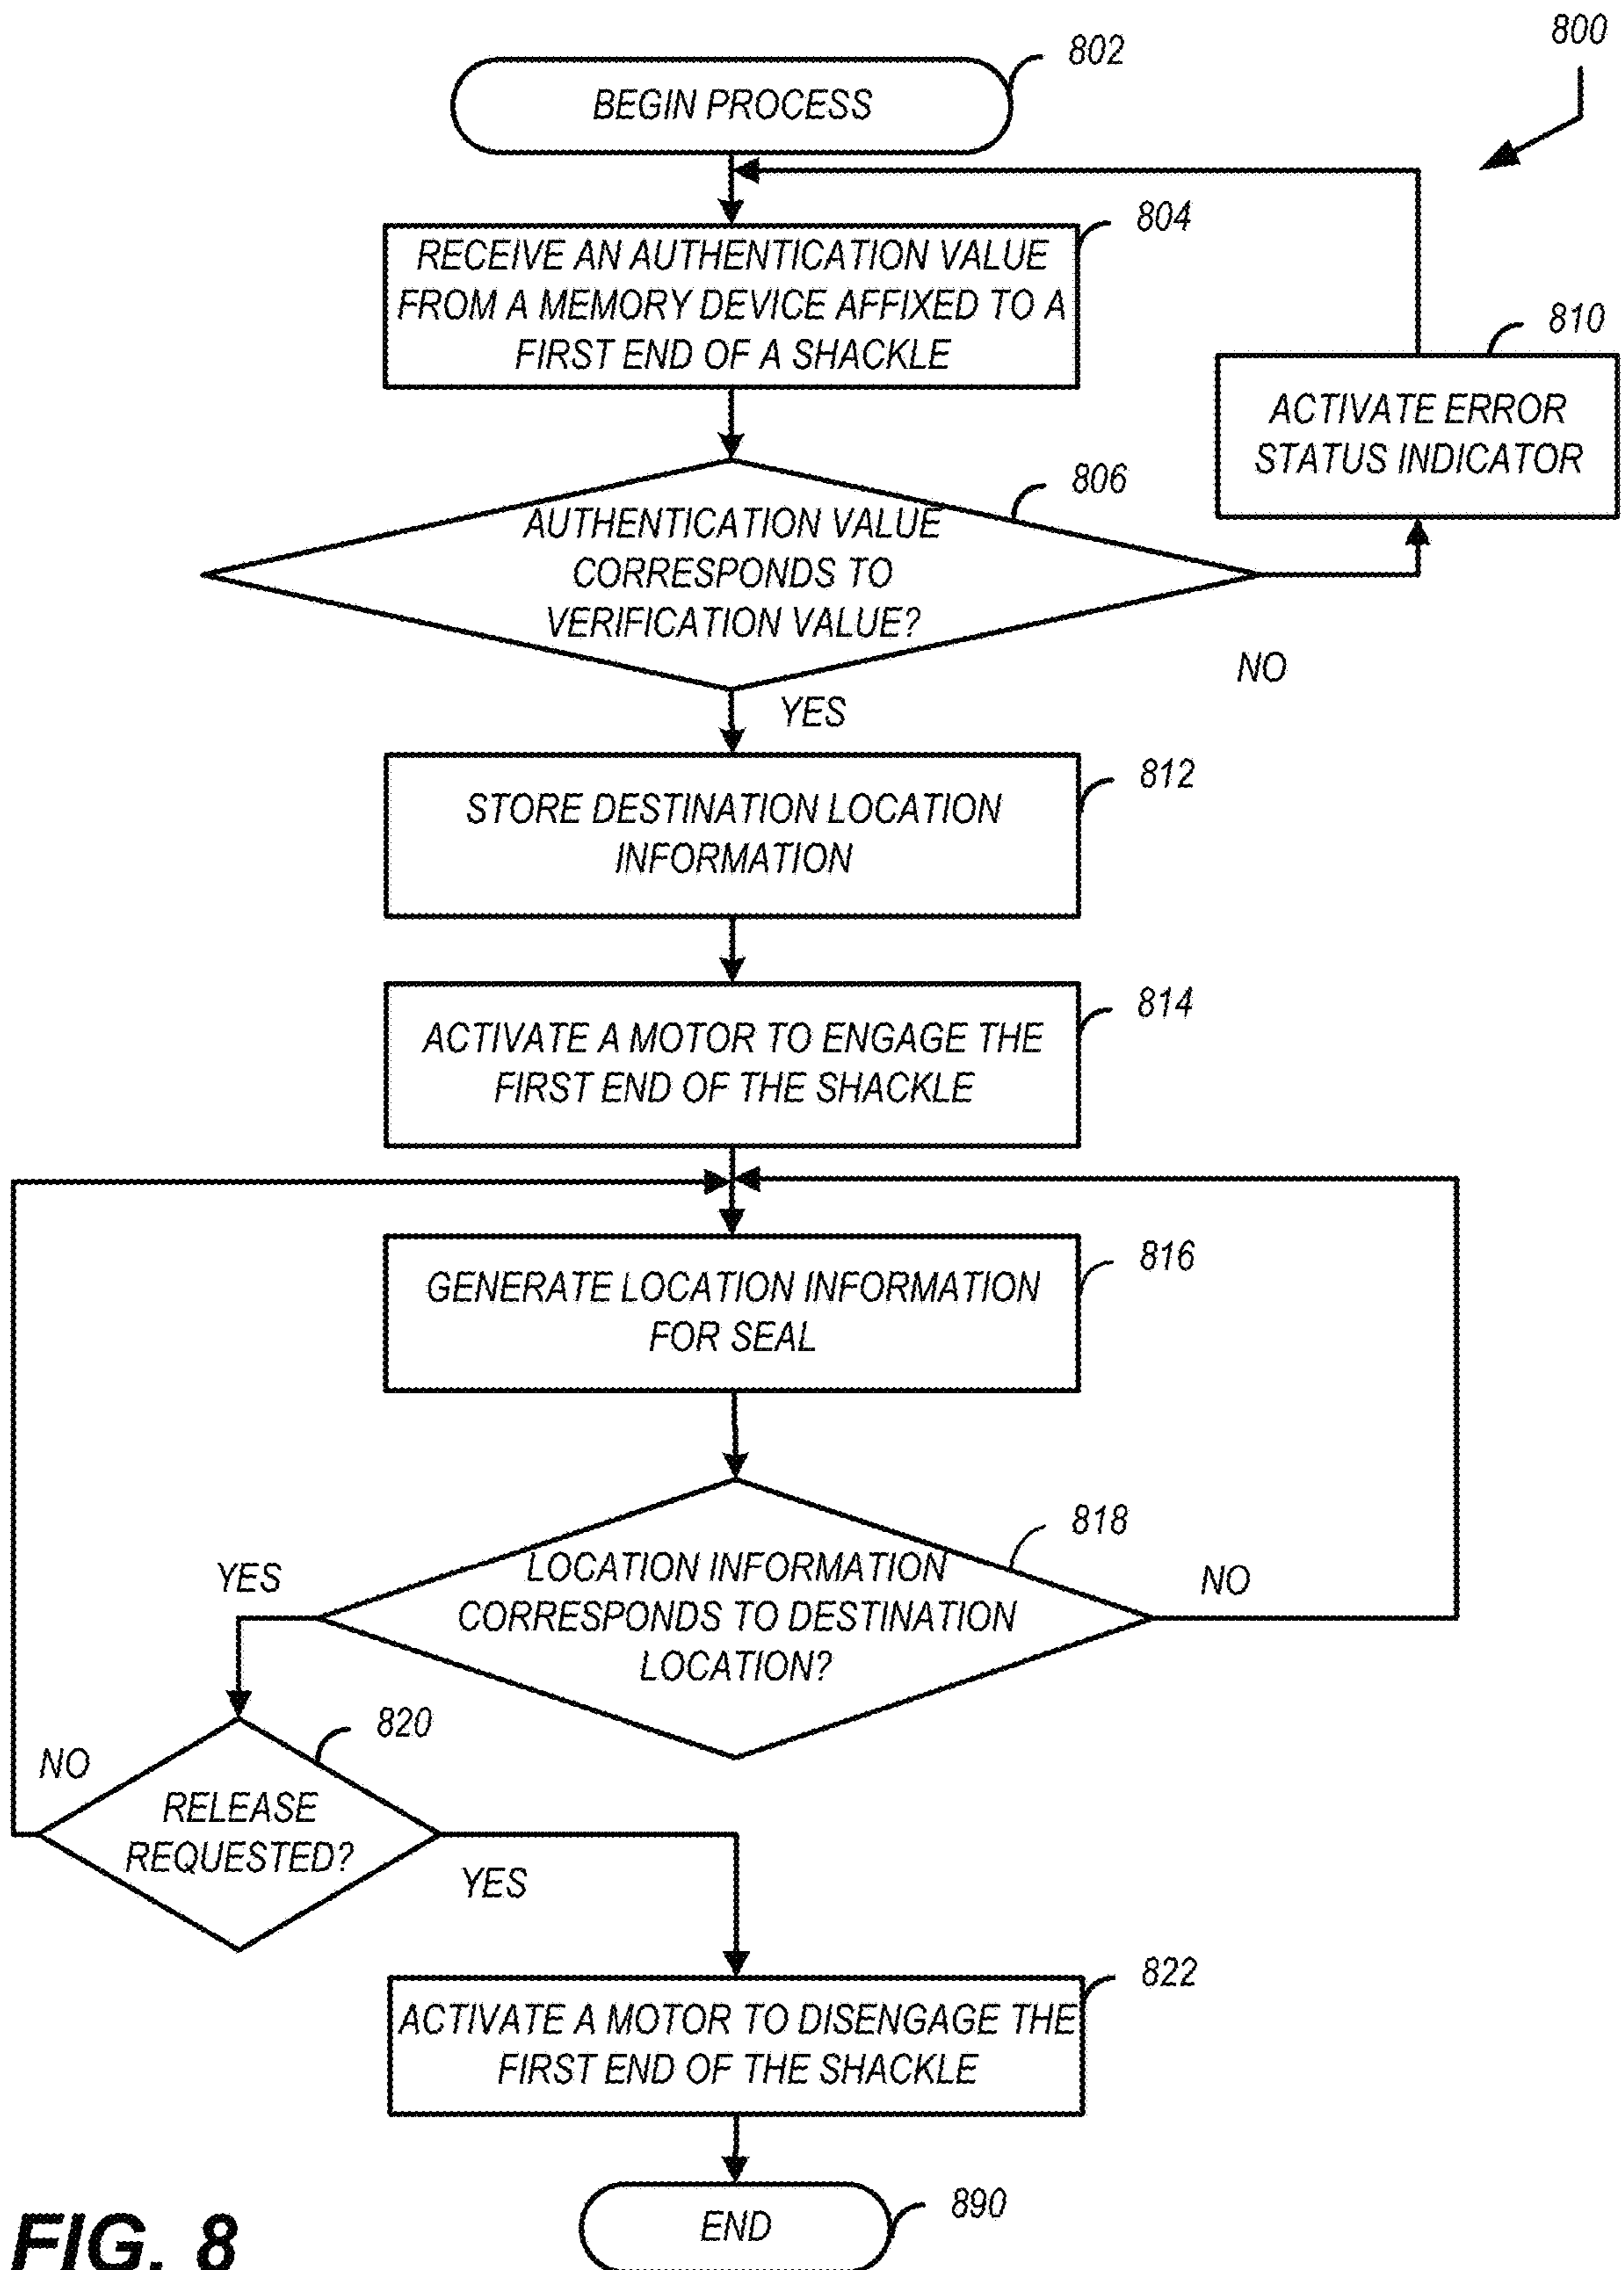 800
802
BEGIN PROCESS
804
RECEIVE AN AUTHENTICATION VALUE
FROM A MEMORY DEVICE AFFIXED TO A
FIRST END OF A SHACKLE
810
ACTIVATE ERROR
STATUS INDICATOR
806
AUTHENTICATION VALUE
CORRESPONDS TO
VERIFICATION VALUE?
NO
YES
812
STORE DESTINATION LOCATION
INFORMATION
814
ACTIVATE A MOTOR TO ENGAGE THE
FIRST END OF THE SHACKLE
816
GENERATE LOCATION INFORMATION
FOR SEAL
818
LOCATION INFORMATION
CORRESPONDS TO DESTINATION
LOCATION?
YES
NO
820
RELEASE
REQUESTED?
NO
YES
822
ACTIVATE A MOTOR TO DISENGAGE THE
FIRST END OF THE SHACKLE
890
END
FIG. 8